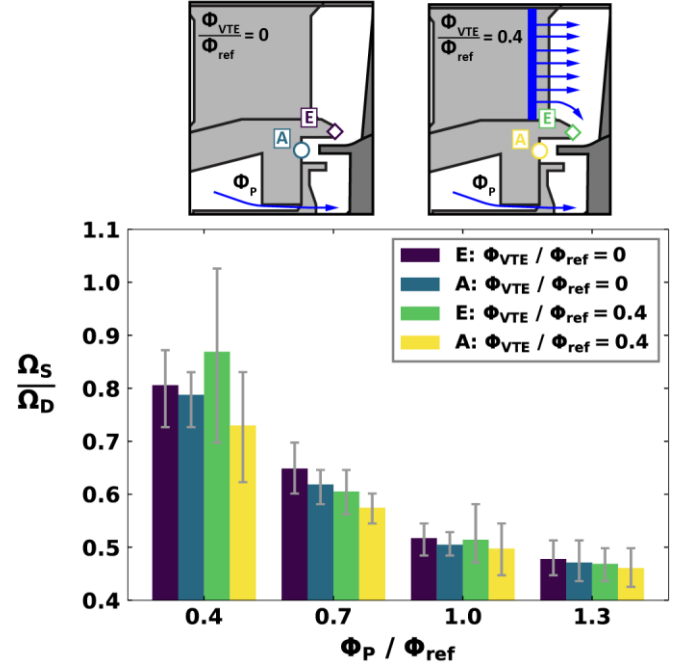 Φ_VTE / Φ_ref = 0
E
A
Φ_P
Φ_VTE / Φ_ref = 0.4
E
A
Φ_P
1.1
1.0
0.9
0.8
0.7
0.6
0.5
0.4
Ω_S / Ω_D
E: Φ_VTE / Φ_ref = 0
A: Φ_VTE / Φ_ref = 0
E: Φ_VTE / Φ_ref = 0.4
A: Φ_VTE / Φ_ref = 0.4
0.4 0.7 1.0 1.3
Φ_P / Φ_ref